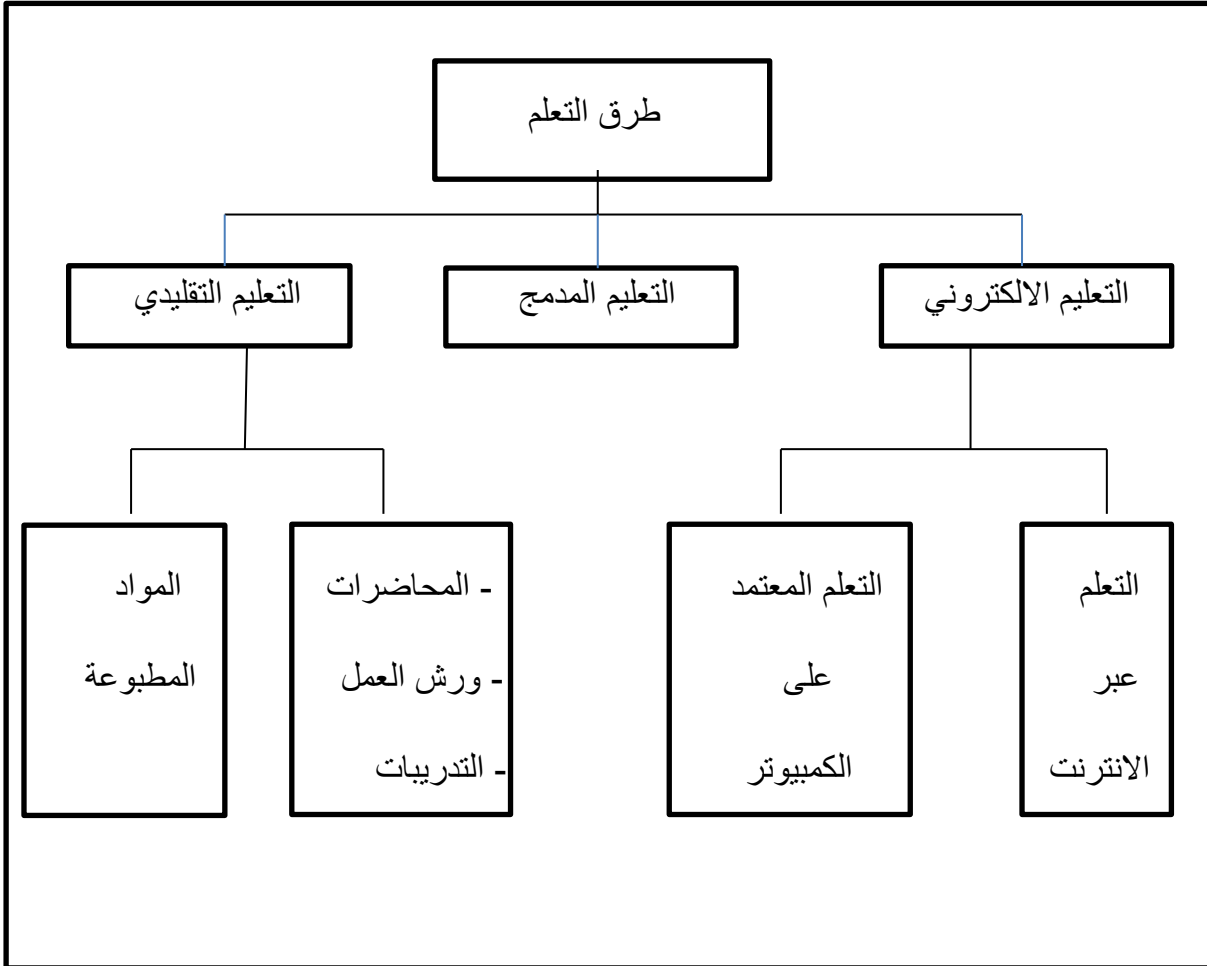 طرق التعلم
التعليم الالكتروني
التعليم المدمج
التعليم التقليدي
التعلم
عبر
الانترنت
التعلم المعتمد
على
الكمبيوتر
- المحاضرات
- ورش العمل
- التدريبات
المواد
المطبوعة